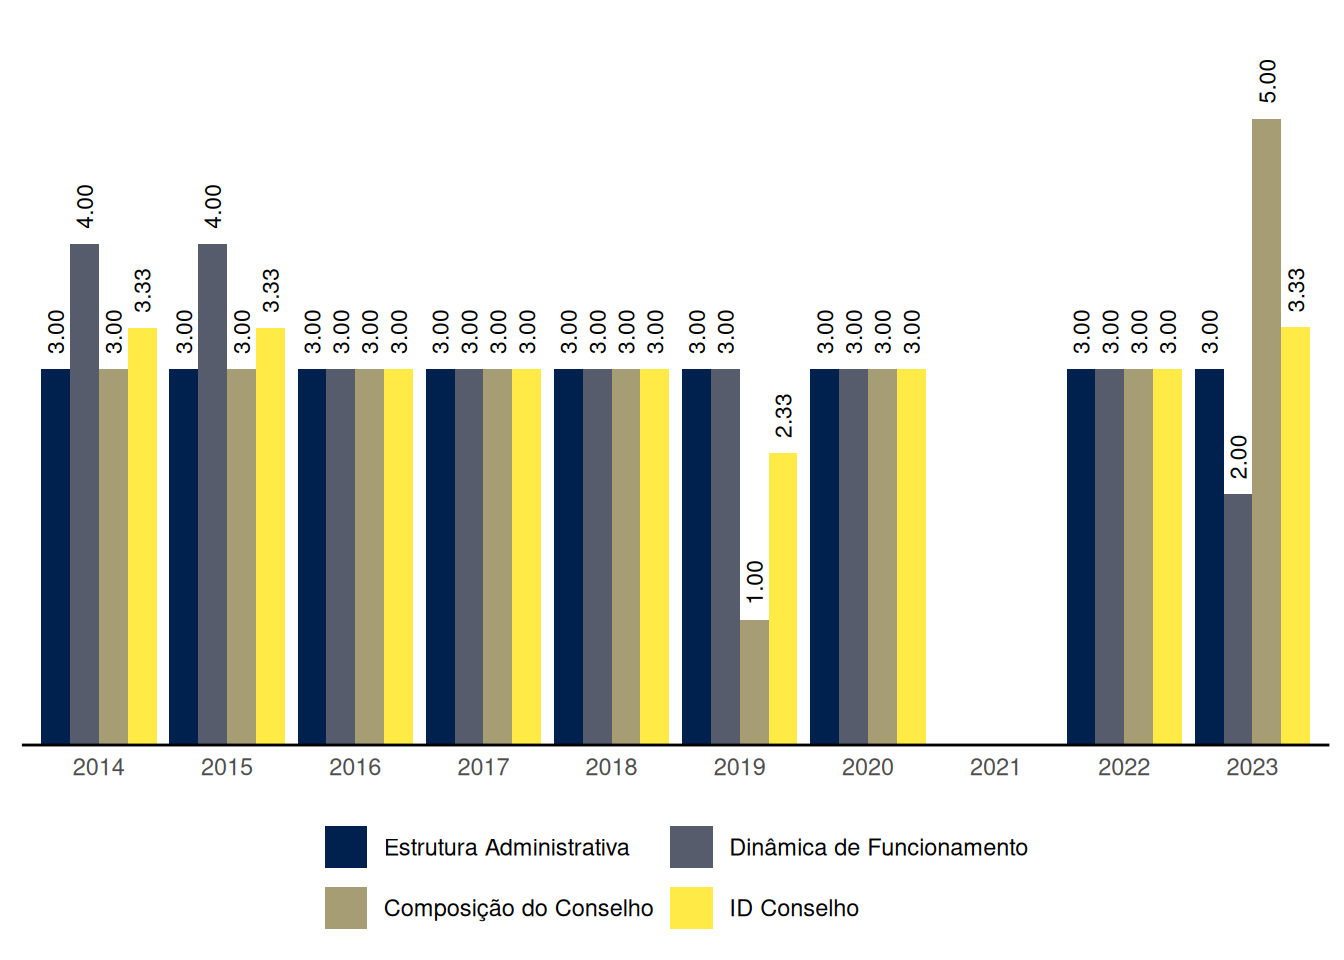 5.00
4.00 4.00
3.33 3.33 3.33
3.00 3.00 3.00 3.00 3.00 3.00 3.00 3.00 3.00 3.00 3.00 3.00 3.00 3.00 3.00 3.00 3.00 3.00 3.00 3.00 3.00 3.00 3.00 3.00 3.00 3.00 3.00
2.33
2.00
1.00
2014 2015 2016 2017 2018 2019 2020 2021 2022 2023
Estrutura Administrativa Dinâmica de Funcionamento
Composição do Conselho ID Conselho